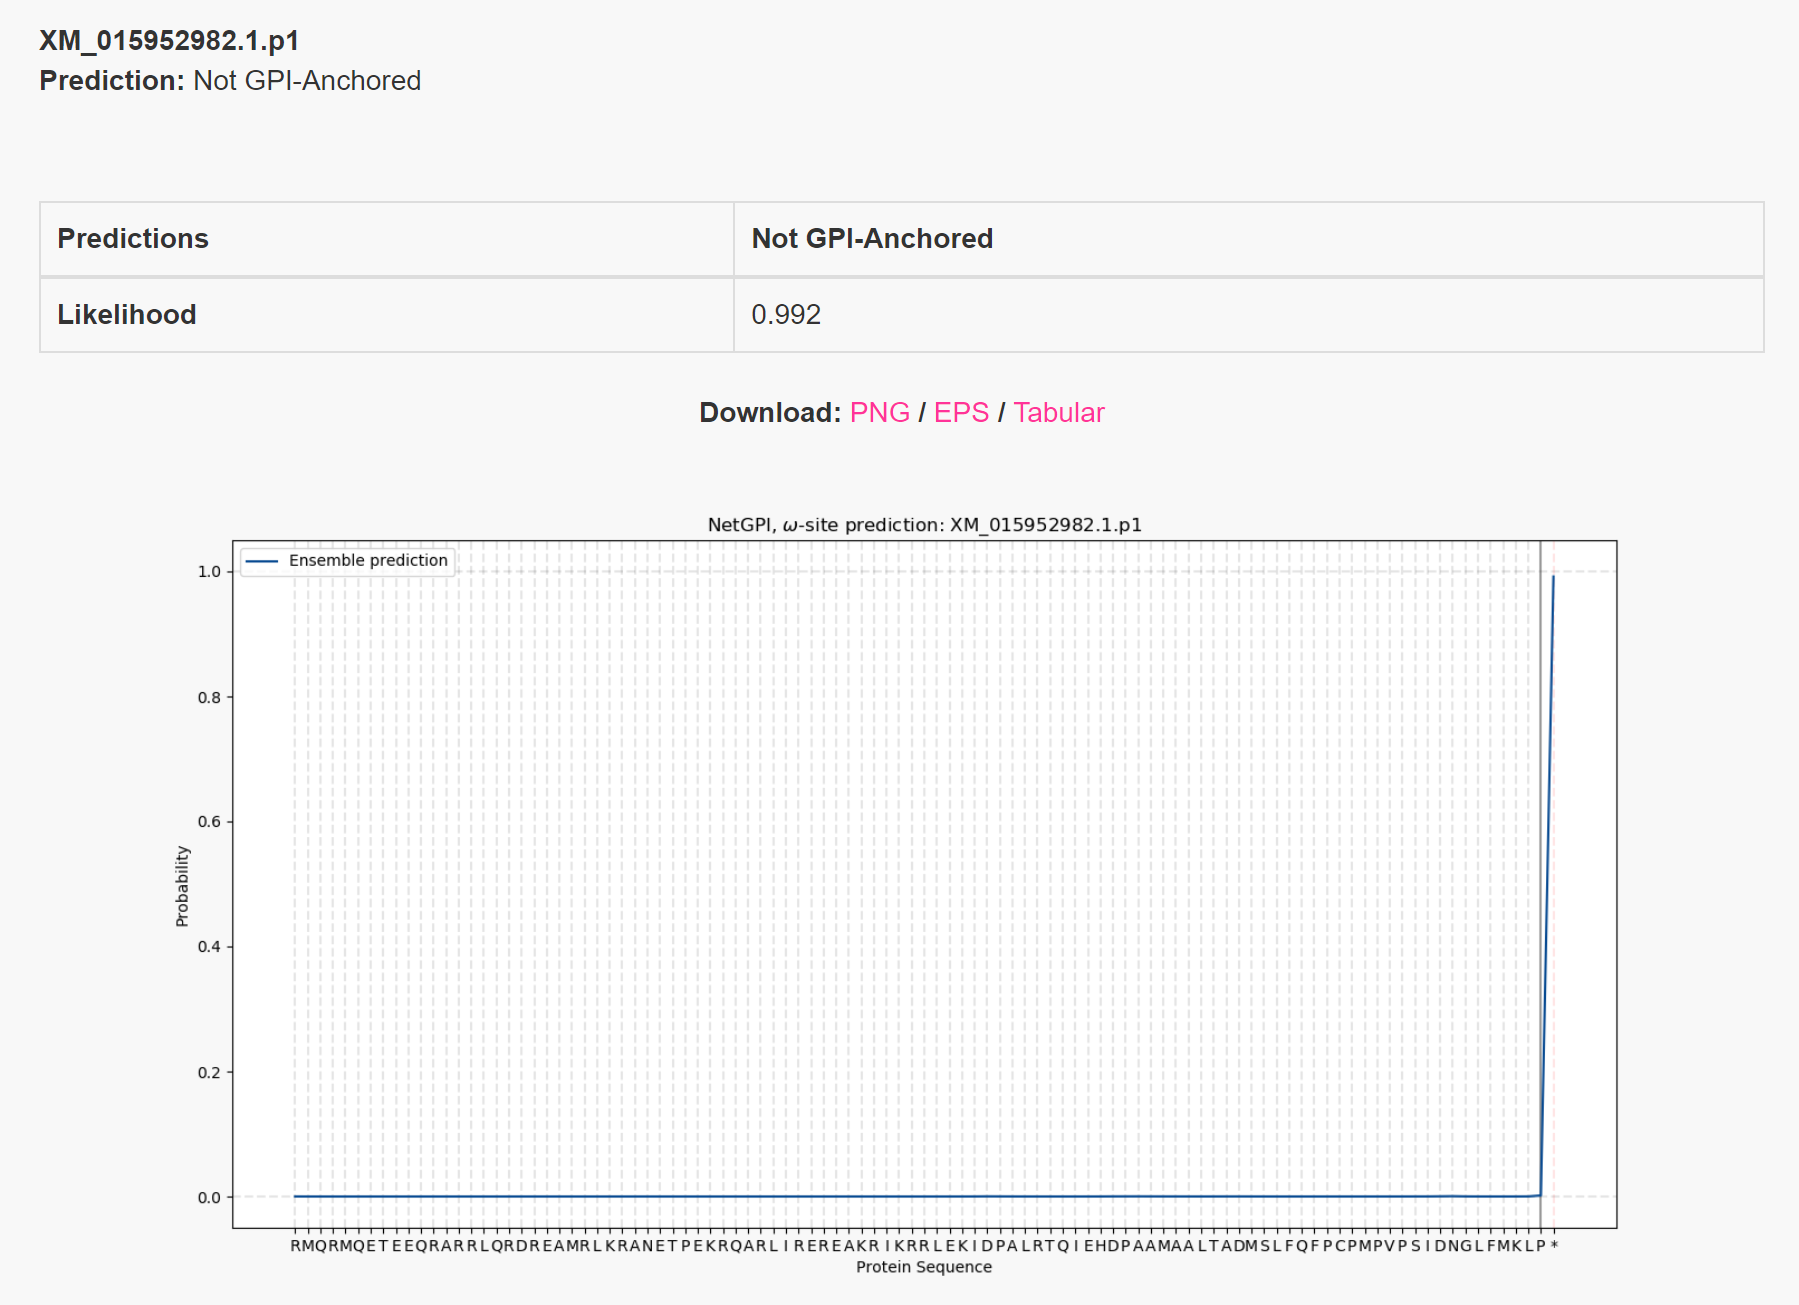 XM_015952982.1.p1
Prediction: Not GPI-Anchored
Predictions Not GPI-Anchored
Likelihood 0.992
Download: PNG / EPS / Tabular
NetGPI, ω-site prediction: XM_015952982.1.p1
Ensemble prediction
1.0
0.8
0.6
0.4
0.2
0.0
Probability
RMQRMQETEEQRARRLQRDREAMRLKRANETPEKRQARLIREREAKRIKRRLEKIDPALRTQIEHDPAAMAALTADMSLFQFPCPMPVPSIDNGLFMKLP*
Protein Sequence